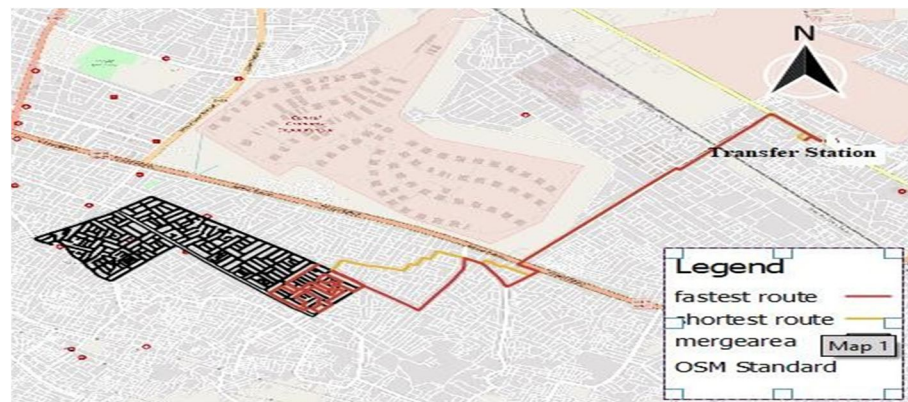 N
Transfer Station
Legend
fastest route
shortest route
mergearea
Map 1
OSM Standard